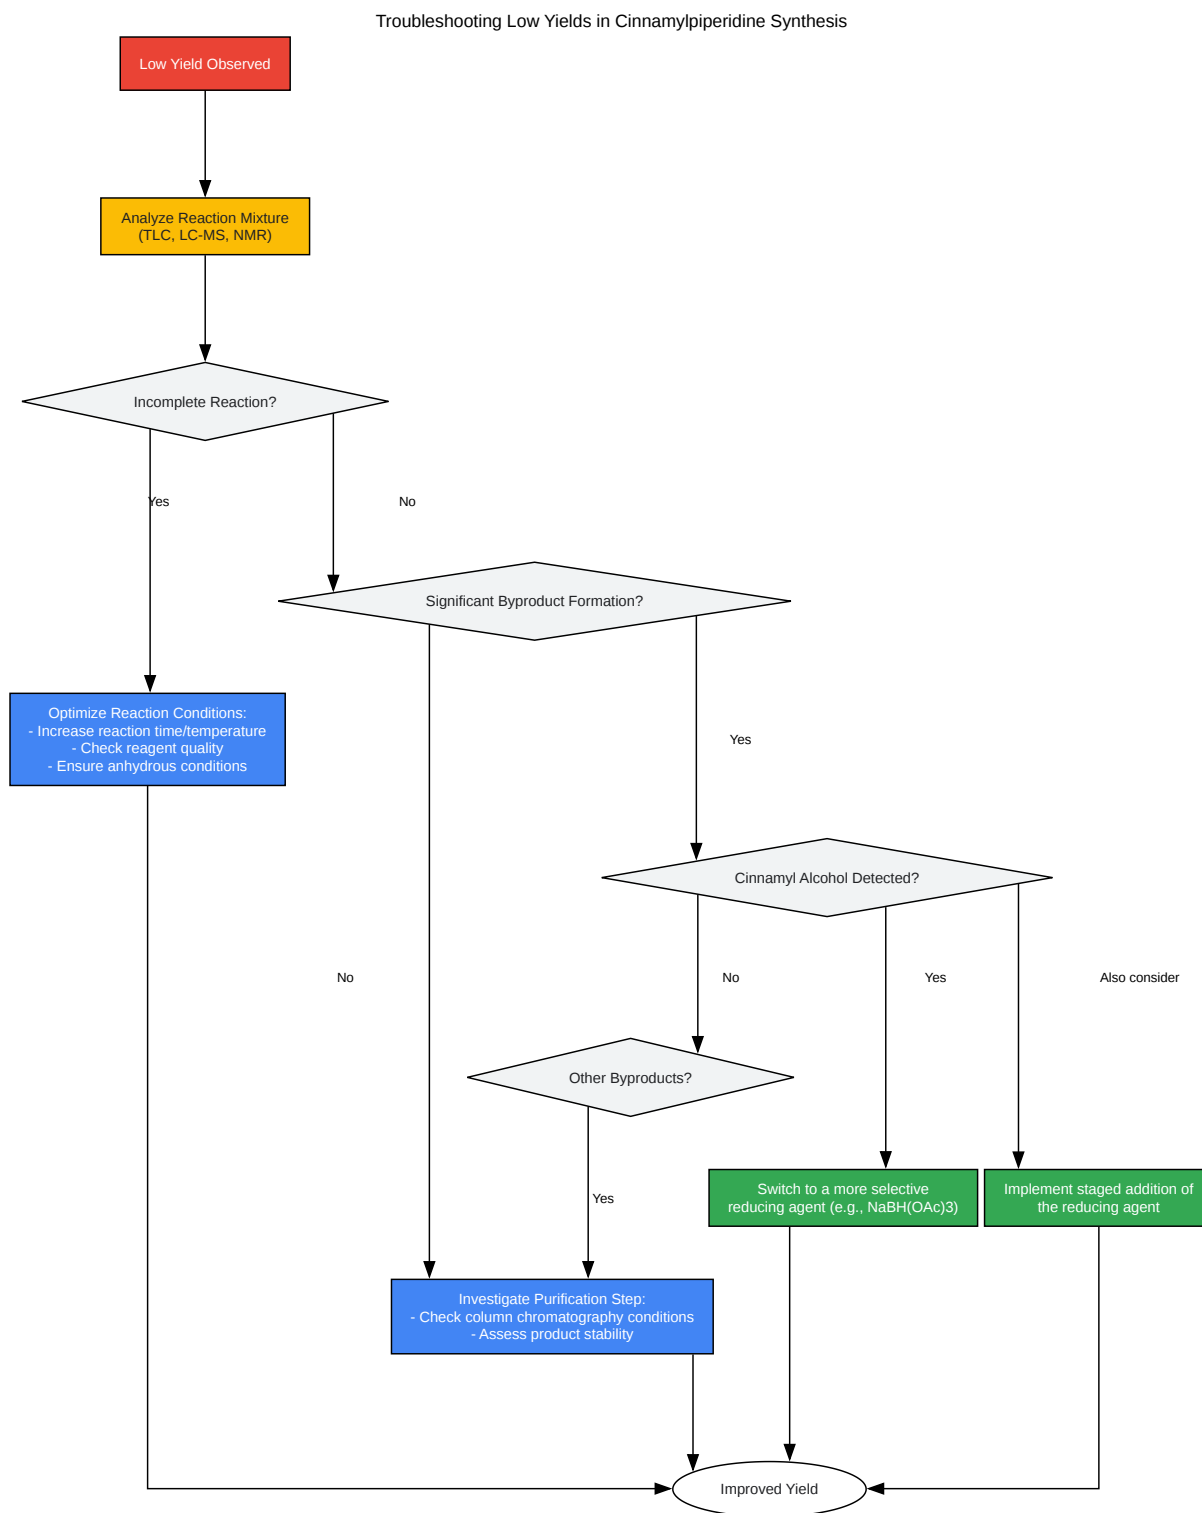 Troubleshooting Low Yields in Cinnamylpiperidine Synthesis
Low Yield Observed
Analyze Reaction Mixture
(TLC, LC-MS, NMR)
Incomplete Reaction?
Yes
No
Significant Byproduct Formation?
Optimize Reaction Conditions:
- Increase reaction time/temperature
- Check reagent quality
- Ensure anhydrous conditions
Yes
Cinnamyl Alcohol Detected?
No
No
Yes
Also consider
Other Byproducts?
Switch to a more selective
reducing agent (e.g., NaBH(OAc)3)
Implement staged addition of
the reducing agent
Yes
Investigate Purification Step:
- Check column chromatography conditions
- Assess product stability
Improved Yield